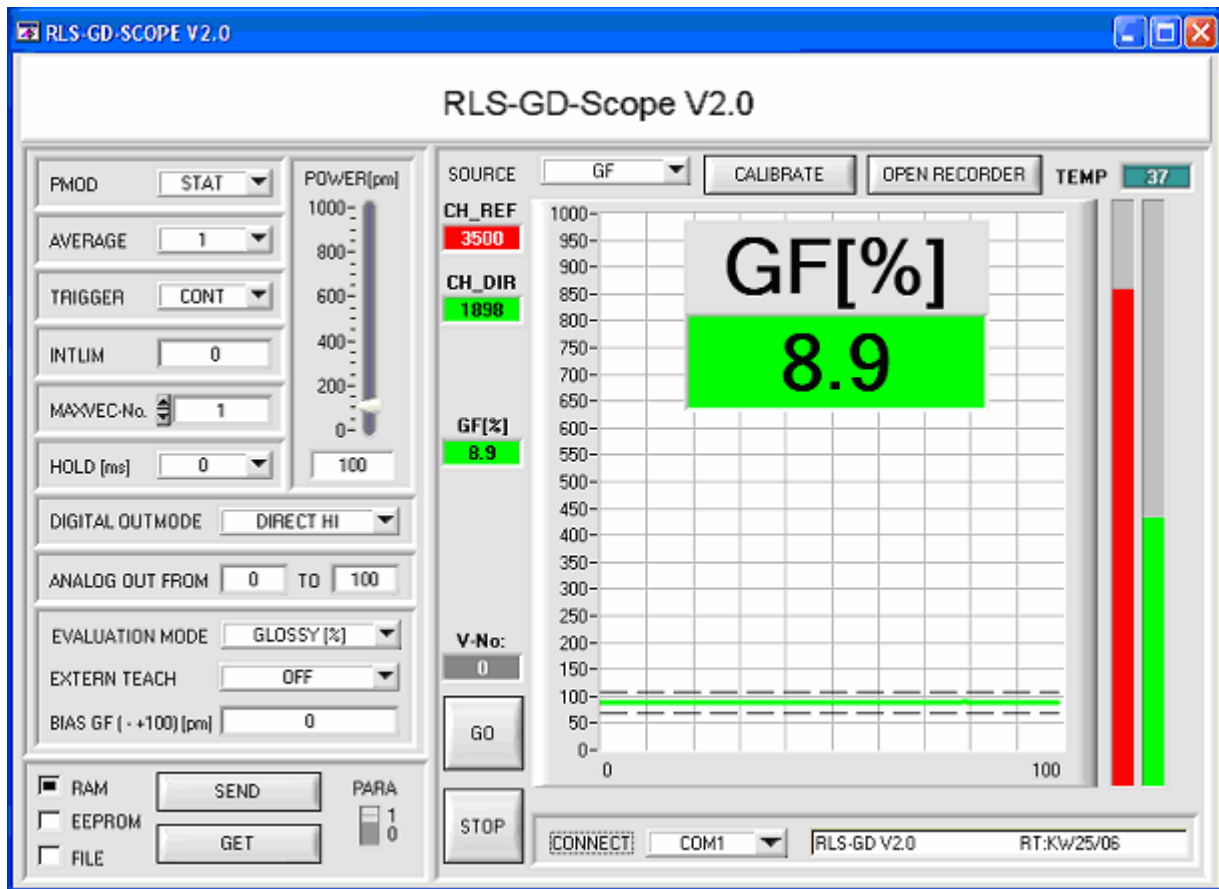 RLS-GD-SCOPE V2.0
RLS-GD-Scope V2.0
PMOD STAT
AVERAGE 1
TRIGGER CONT
INTLIM 0
MAXVEC-No. 1
HOLD [ms] 0
POWER[pm]
1000
800
600
400
200
0
100
DIGITAL OUTMODE DIRECT HI
ANALOG OUT FROM 0 TO 100
EVALUATION MODE GLOSSY [%]
EXTERN TEACH OFF
BIAS GF ( - +100) [pm] 0
RAM
EEPROM
FILE
SEND
GET
PARA
1
0
SOURCE GF CALIBRATE OPEN RECORDER TEMP 37
CH_REF
3500
CH_DIR
1898
GF[%]
8.9
V-No:
0
GO
STOP
GF[%]
8.9
1000
950
900
850
800
750
700
650
600
550
500
450
400
350
300
250
200
150
100
50
0
0 100
CONNECT COM1 RLS-GD V2.0 RT:KW25/06